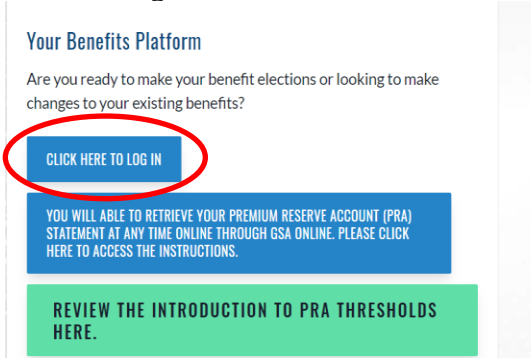 Your Benefits Platform
Are you ready to make your benefit elections or looking to make
changes to your existing benefits?
CLICK HERE TO LOG IN
YOU WILL ABLE TO RETRIEVE YOUR PREMIUM RESERVE ACCOUNT (PRA)
STATEMENT AT ANY TIME ONLINE THROUGH GSA ONLINE. PLEASE CLICK
HERE TO ACCESS THE INSTRUCTIONS.
REVIEW THE INTRODUCTION TO PRA THRESHOLDS
HERE.